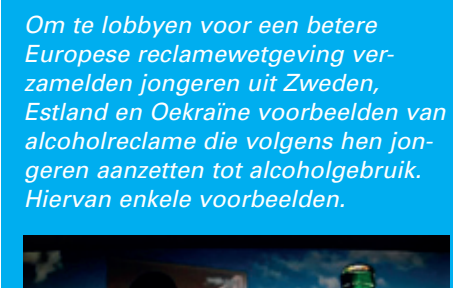 Om te lobbyen voor een betere
Europese reclamewetgeving ver-
zamelden jongeren uit Zweden,
Estland en Oekraïne voorbeelden van
alcoholreclame die volgens hen jon-
geren aanzetten tot alcoholgebruik.
Hiervan enkele voorbeelden.